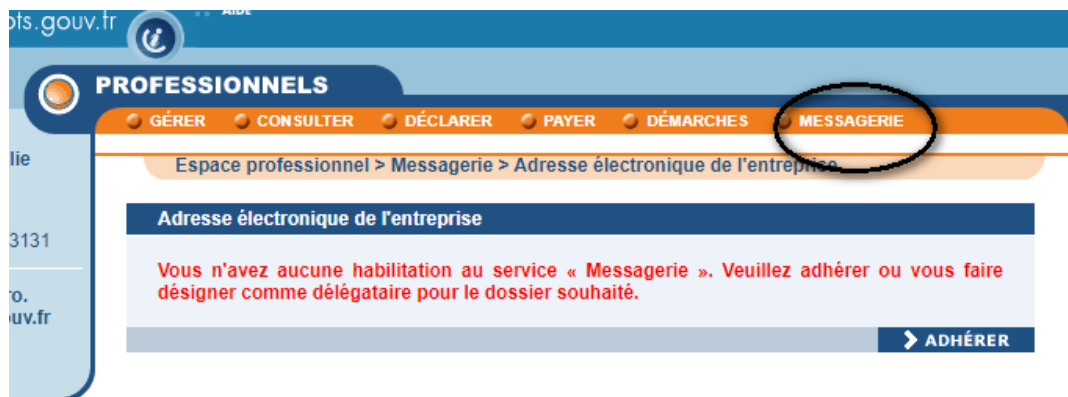 ots.gouv.fr
AIDE
PROFESSIONNELS
GÉRER CONSULTER DÉCLARER PAYER DÉMARCHES MESSAGERIE
lie
Espace professionnel > Messagerie > Adresse électronique de l'entreprise
Adresse électronique de l'entreprise
3131
Vous n'avez aucune habilitation au service « Messagerie ». Veuillez adhérer ou vous faire
désigner comme délégataire pour le dossier souhaité.
ro.
ouv.fr
ADHÉRER